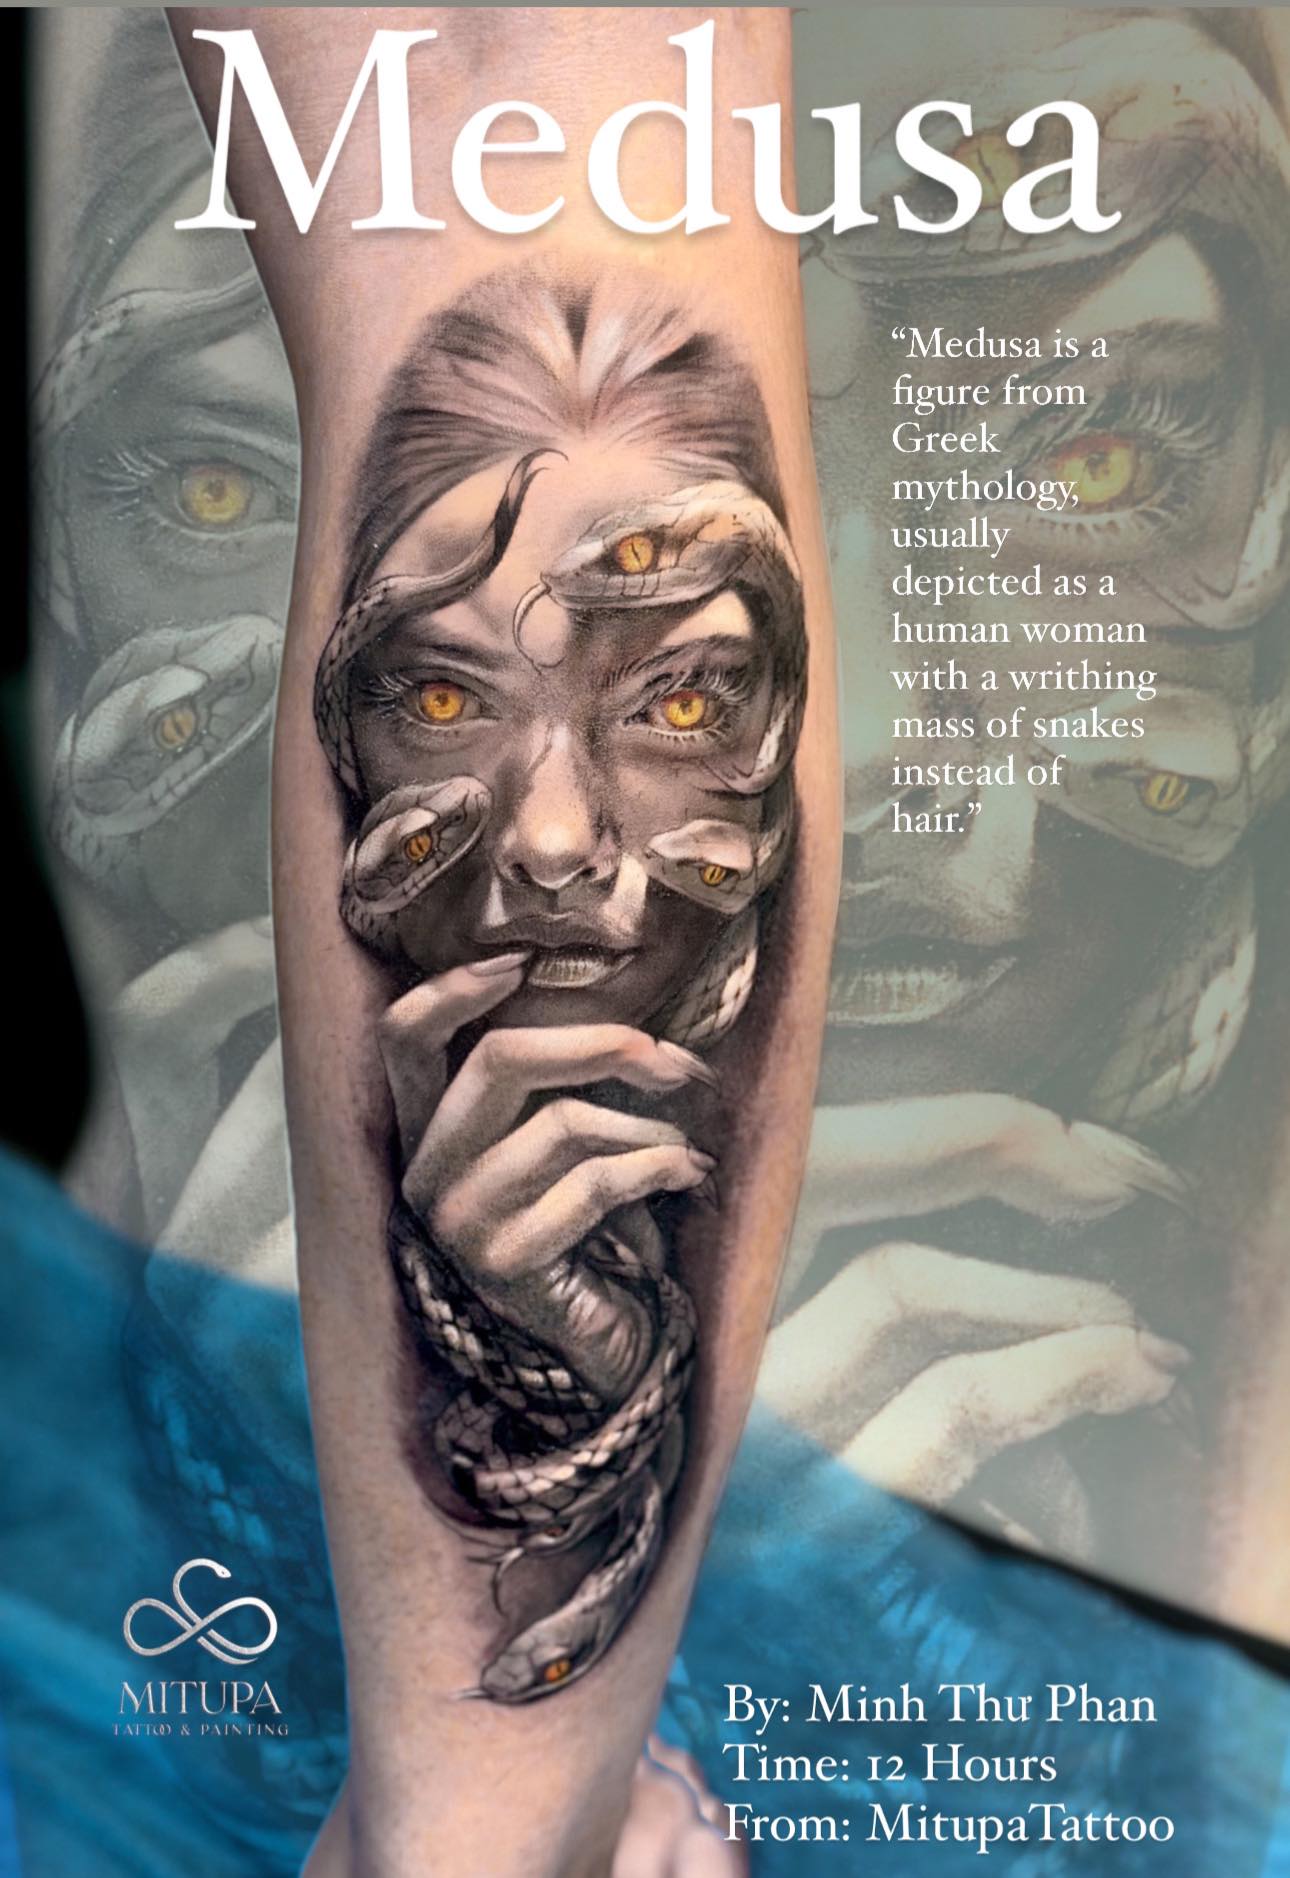 Medusa
“Medusa is a
figure from
Greek
mythology,
usually
depicted as a
human woman
with a writhing
mass of snakes
instead of
hair.”
MITUPA
TATTOO & PAINTING
By: Minh Thư Phan
Time: 12 Hours
From: MitupaTattoo